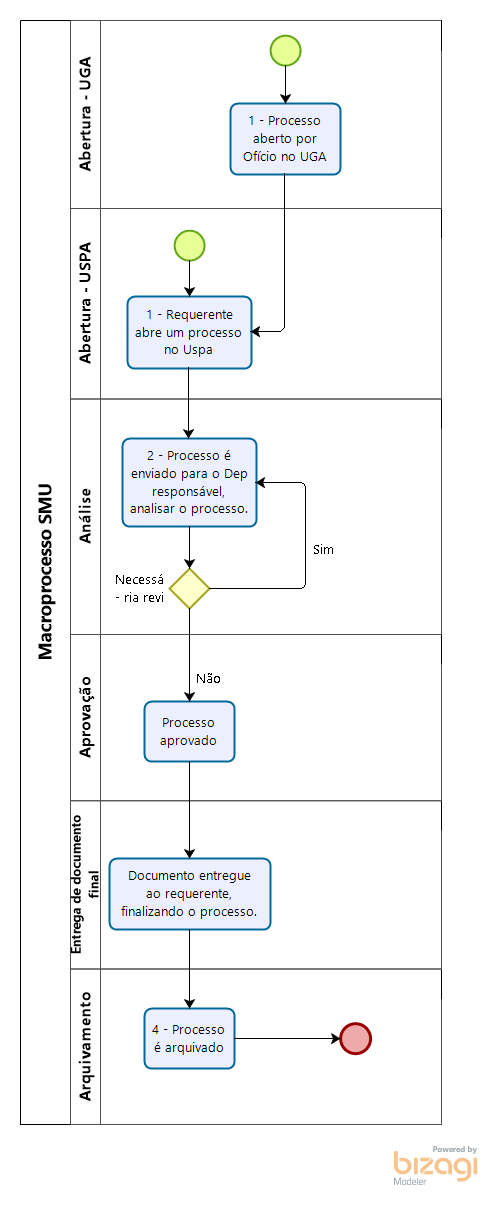 Macroprocesso SMU
Abertura - UGA
1 - Processo
aberto por
Ofício no UGA
Abertura - USPA
1 - Requerente
abre um processo
no Uspa
Análise
2 - Processo é
enviado para o Dep
responsável,
analisar o processo.
Sim
Necessá
- ria revi
Não
Aprovação
Processo
aprovado
Entrega de documento
final
Documento entregue
ao requerente,
finalizando o processo.
Arquivamento
4 - Processo
é arquivado
Powered by
bizagi
Modeler